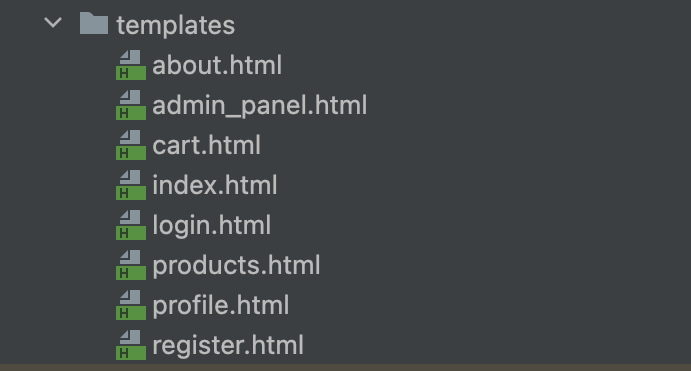 templates
H about.html
H admin_panel.html
H cart.html
H index.html
H login.html
H products.html
H profile.html
H register.html